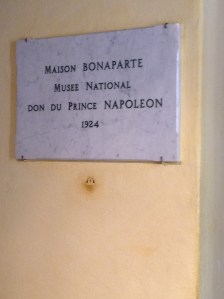 MAISON BONAPARTE
MUSEE NATIONAL
DON DU PRINCE NAPOLEON
1924